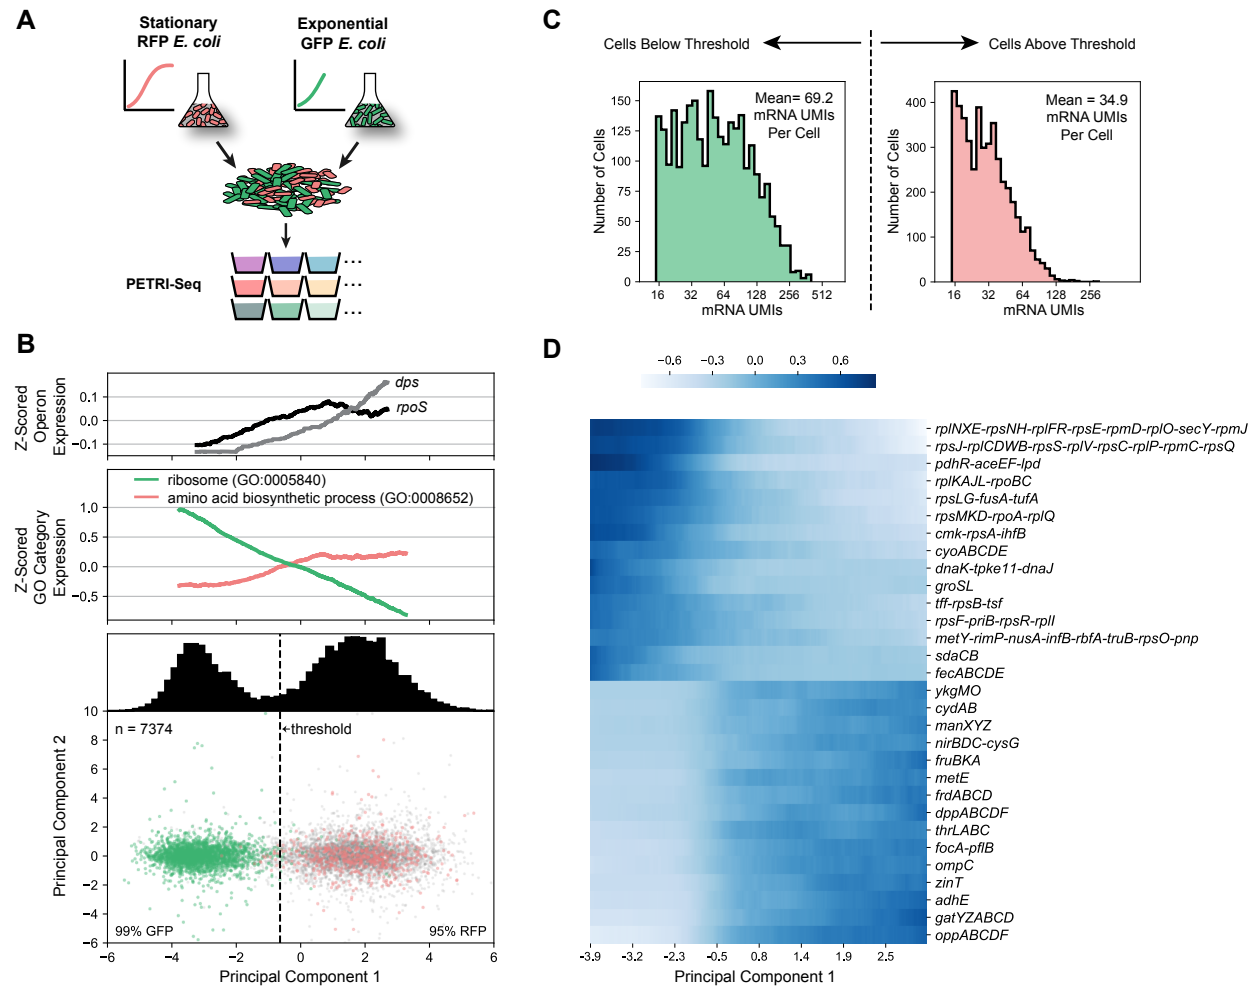 A
Stationary
RFP E. coli
Exponential
GFP E. coli
PETRI-Seq
...
...
...
B
Z-Scored
Operon
Expression
0.1
0.0
−0.1
dps
rpoS
Z-Scored
GO Category
Expression
1.0
0.5
0.0
−0.5
ribosome (GO:0005840)
amino acid biosynthetic process (GO:0008652)
Principal Component 2
10
8
6
4
2
0
−2
−4
−6
n = 7374
threshold
99% GFP
95% RFP
−6
−4
−2
0
2
4
6
Principal Component 1
C
Cells Below Threshold
Cells Above Threshold
Number of Cells
150
125
100
75
50
25
0
Mean= 69.2
mRNA UMIs
Per Cell
16
32
64
128
256
512
mRNA UMIs
Number of Cells
400
300
200
100
0
Mean = 34.9
mRNA UMIs
Per Cell
16
32
64
128
256
mRNA UMIs
D
−0.6
−0.3
0.0
0.3
0.6
rplNXE-rpsNH-rplFR-rpsE-rpmD-rplO-secY-rpmJ
rpsJ-rplCDWB-rpsS-rplV-rpsC-rplP-rpmC-rpsQ
pdhR-aceEF-lpd
rplKAJL-rpoBC
rpsLG-fusA-tufA
rpsMKD-rpoA-rplQ
cmk-rpsA-ihfB
cyoABCDE
dnaK-tpke11-dnaJ
groSL
tff-rpsB-tsf
rpsF-priB-rpsR-rplI
metY-rimP-nusA-infB-rbfA-truB-rpsO-pnp
sdaCB
fecABCDE
ykgMO
cydAB
manXYZ
nirBDC-cysG
fruBKA
metE
frdABCD
dppABCDF
thrLABC
focA-pflB
ompC
zinT
adhE
gatYZABCD
oppABCDF
-3.9
-3.2
-2.3
-0.5
0.8
1.4
1.9
2.5
Principal Component 1